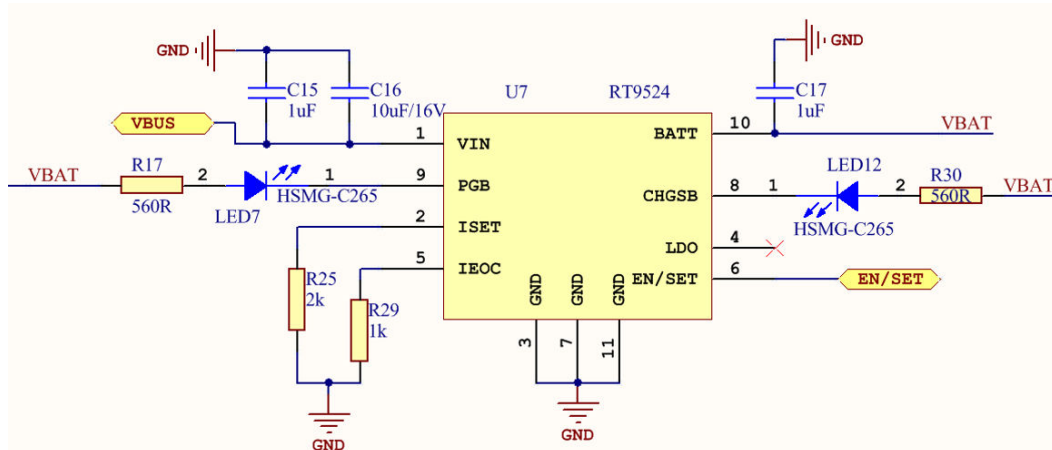 GND
C15
1uF
C16
10uF/16V
U7
RT9524
C17
1uF
GND
VBUS
1
VIN
BATT
10
VBAT
VBAT
R17
560R
2
1
LED7
HSMG-C265
9
PGB
CHGSB
8
1
LED12
HSMG-C265
2
R30
560R
VBAT
2
ISET
LDO
4
5
IEOC
EN/SET
6
EN/SET
R25
2k
R29
1k
GND
GND
GND
3
7
11
GND
GND